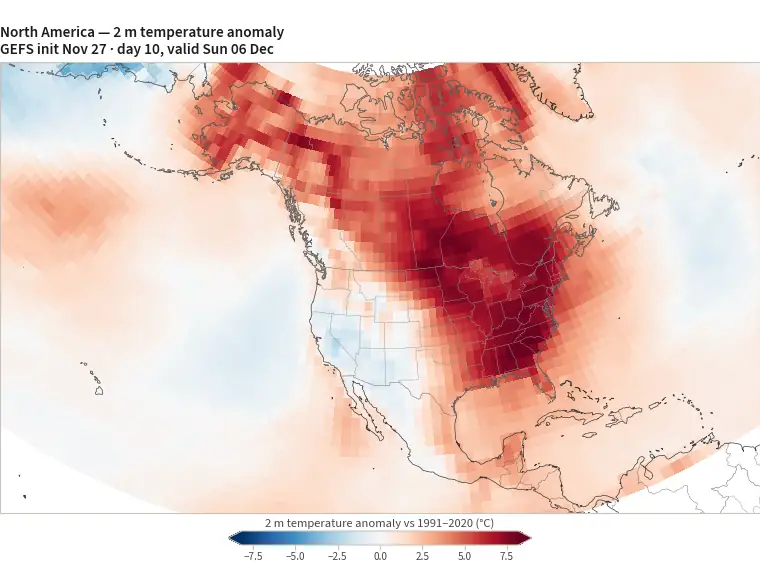 North America — 2 m temperature anomaly
GEFS init Nov 27 · day 10, valid Sun 06 Dec
2 m temperature anomaly vs 1991–2020 (°C)
−7.5 −5.0 −2.5 0.0 2.5 5.0 7.5